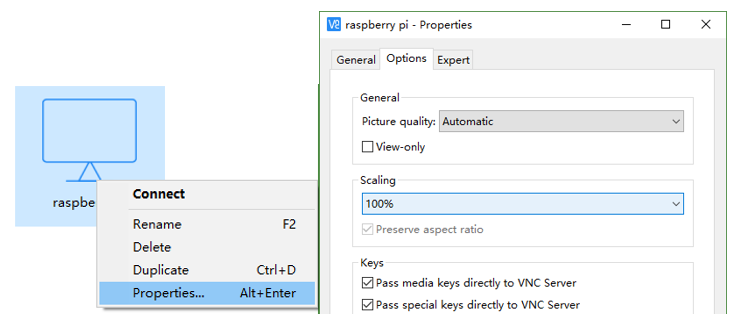 raspbe
Connect
Rename F2
Delete
Duplicate Ctrl+D
Properties... Alt+Enter
VC raspberry pi - Properties
General Options Expert
General
Picture quality: Automatic
View-only
Scaling
100%
Preserve aspect ratio
Keys
Pass media keys directly to VNC Server
Pass special keys directly to VNC Server